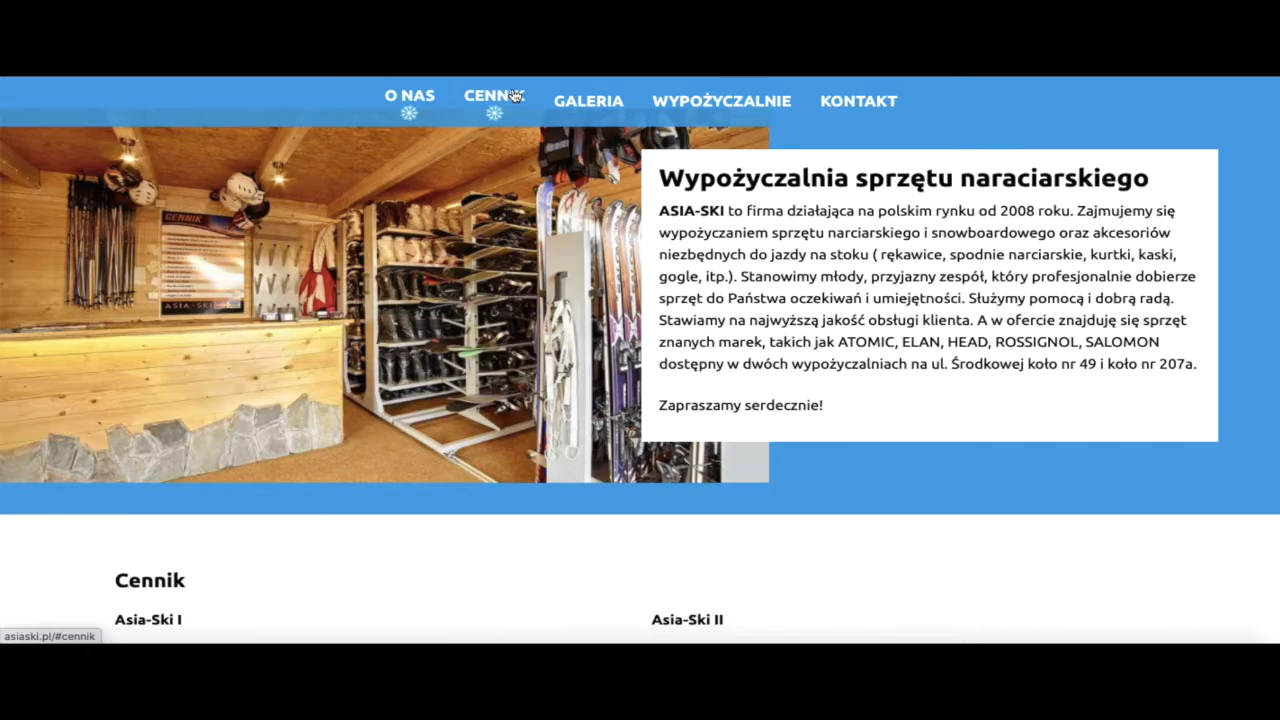 O NAS
CENNIK
GALERIA
WYPOŻYCZALNIE
KONTAKT
CENNIK
ASIA-SKI
Wypożyczalnia sprzętu naraciarskiego
ASIA-SKI to firma działająca na polskim rynku od 2008 roku. Zajmujemy się
wypożyczaniem sprzętu narciarskiego i snowboardowego oraz akcesoriów
niezbędnych do jazdy na stoku ( rękawice, spodnie narciarskie, kurtki, kaski,
gogle, itp.). Stanowimy młody, przyjazny zespół, który profesjonalnie dobierze
sprzęt do Państwa oczekiwań i umiejętności. Służymy pomocą i dobrą radą.
Stawiamy na najwyższą jakość obsługi klienta. A w ofercie znajduję się sprzęt
znanych marek, takich jak ATOMIC, ELAN, HEAD, ROSSIGNOL, SALOMON
dostępny w dwóch wypożyczalniach na ul. Środkowej koło nr 49 i koło nr 207a.
Zapraszamy serdecznie!
Cennik
Asia-Ski I
Asia-Ski II
asiaski.pl/#cennik